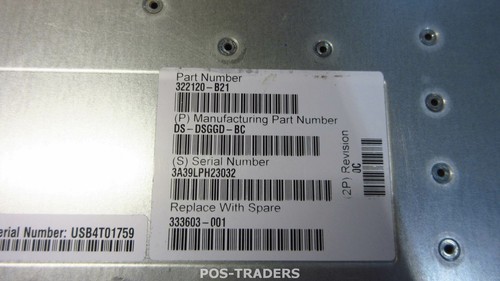 Part Number
322120-B21
(P) Manufacturing Part Number
DS-DSGGD-BC
(S) Serial Number
3A39LPH23032
Replace With Spare
333603-001
(2P) Revision
0C
erial Number: USB4T01759
POS-TRADERS